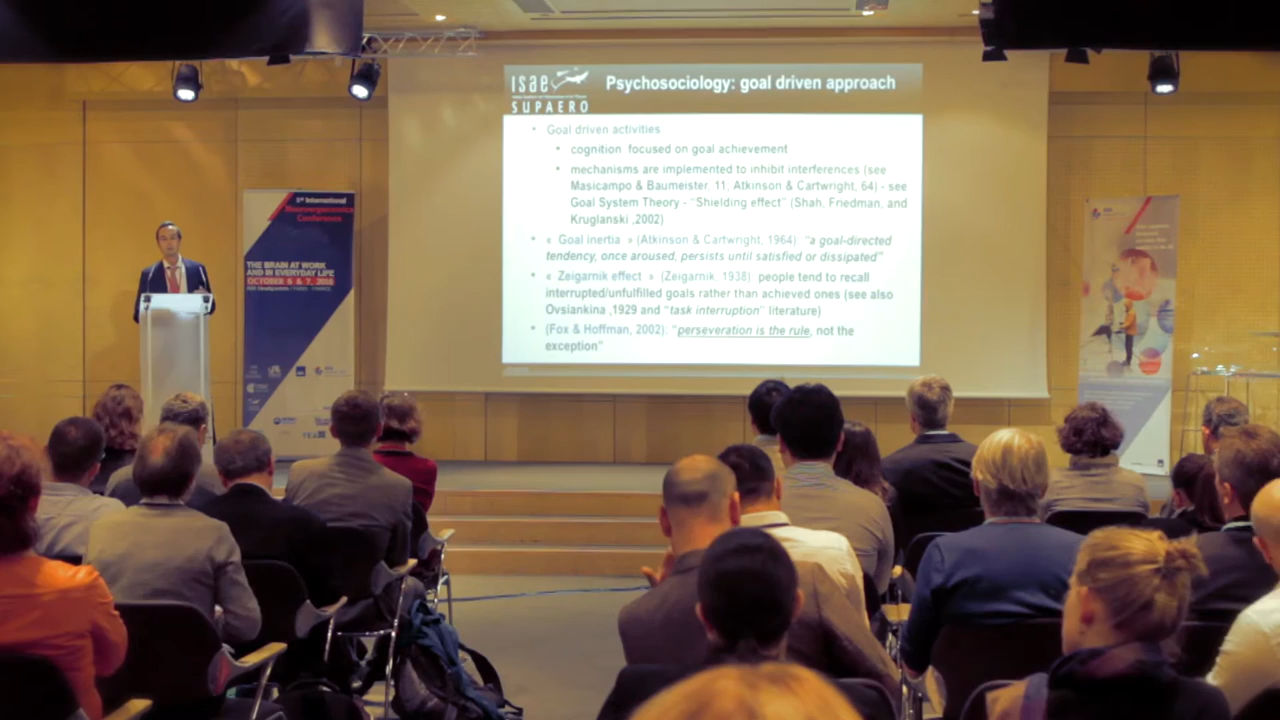 isae
SUPAERO
Psychosociology: goal driven approach
• Goal driven activities
• cognition focused on goal achievement
• mechanisms are implemented to inhibit interferences (see
Masicampo & Baumeister, 11, Atkinson & Cartwright, 64) - see
Goal System Theory - "Shielding effect" (Shah, Friedman, and
Kruglanski ,2002)
• « Goal inertia » (Atkinson & Cartwright, 1964): "a goal-directed
tendency, once aroused, persists until satisfied or dissipated"
• « Zeigarnik effect » (Zeigarnik, 1938): people tend to recall
interrupted/unfulfilled goals rather than achieved ones (see also
Ovsiankina ,1929 and "task interruption" literature)
• (Fox & Hoffman, 2002): "perseveration is the rule, not the
exception"
1st International
Neuroergonomics
Conference
THE BRAIN AT WORK
AND IN EVERYDAY LIFE
OCTOBER 6 & 7, 2016